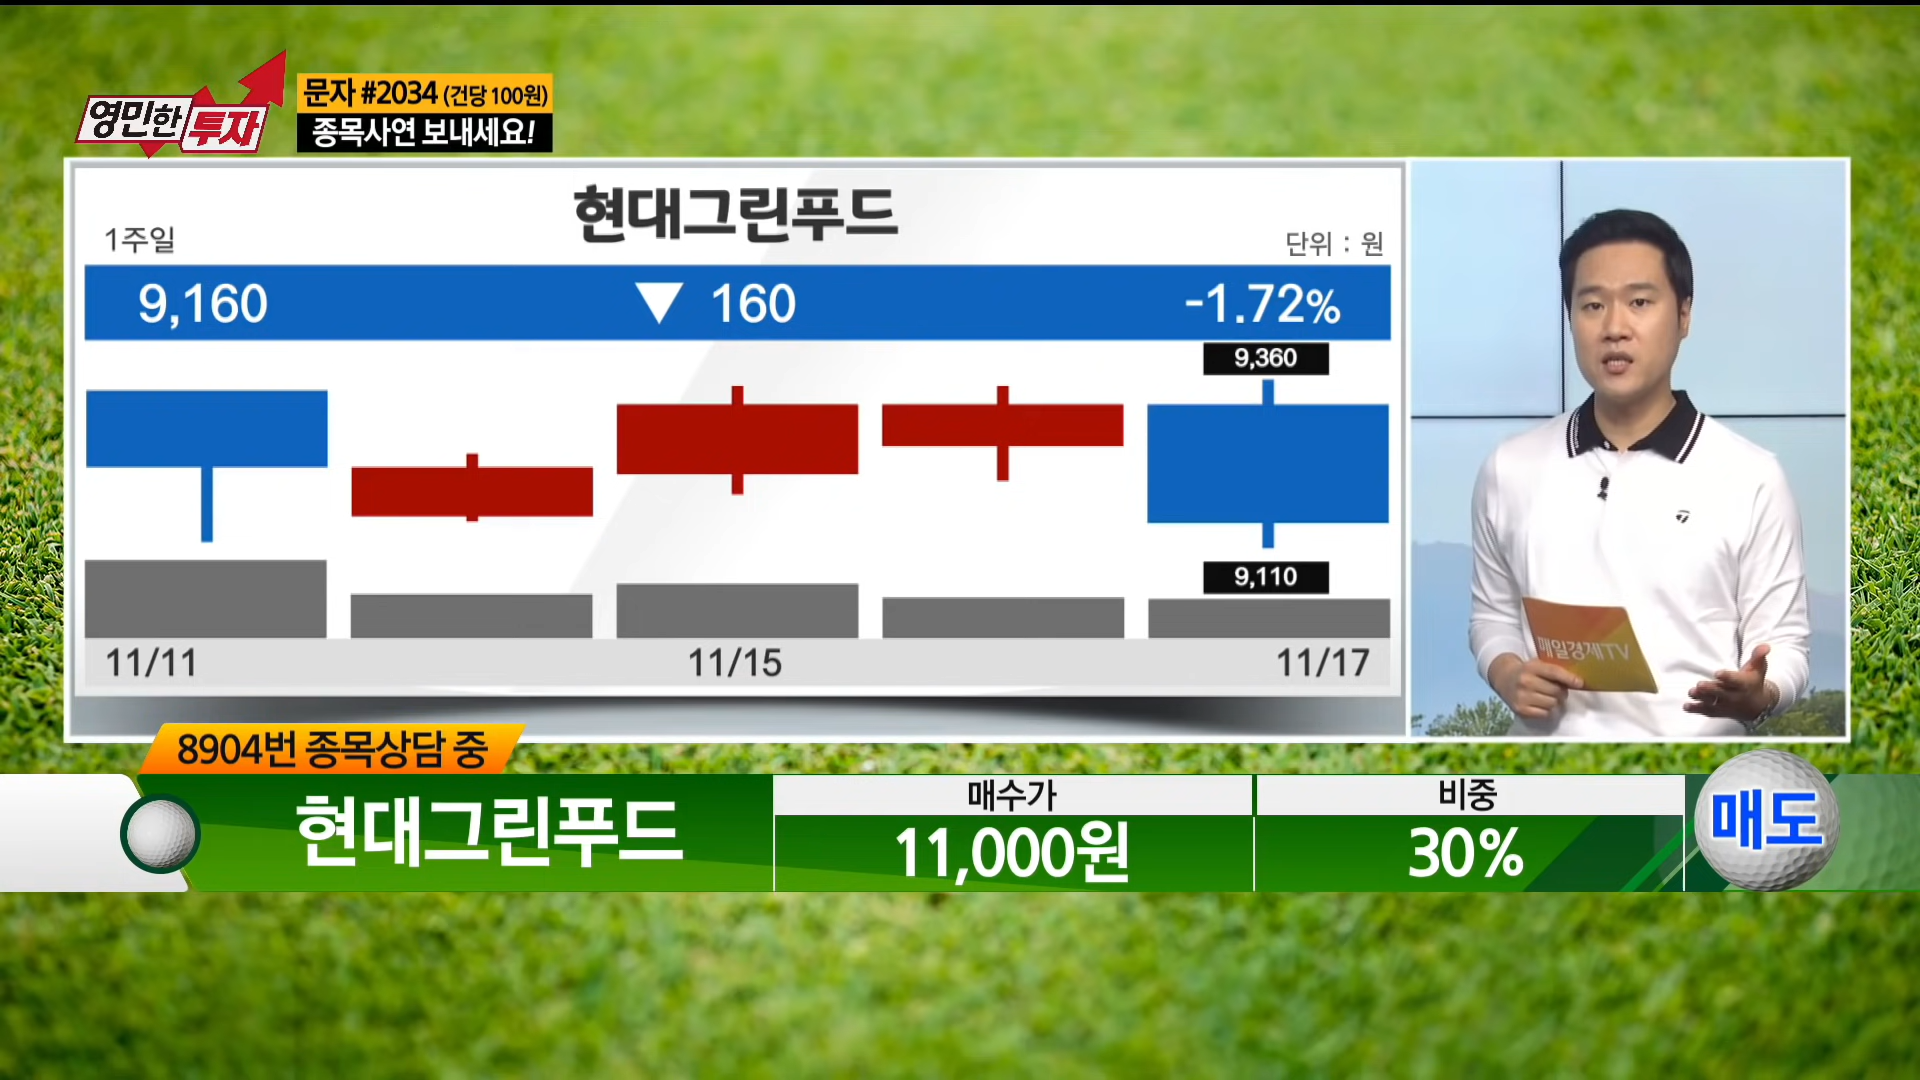 영민한 투자
문자 #2034 (건당 100원)
종목사연 보내세요!
현대그린푸드
1주일
단위 : 원
9,160 ▼ 160 -1.72%
9,360
9,110
11/11 11/15 11/17
매일경제TV
8904번 종목상담 중
현대그린푸드
매수가
11,000원
비중
30%
매도